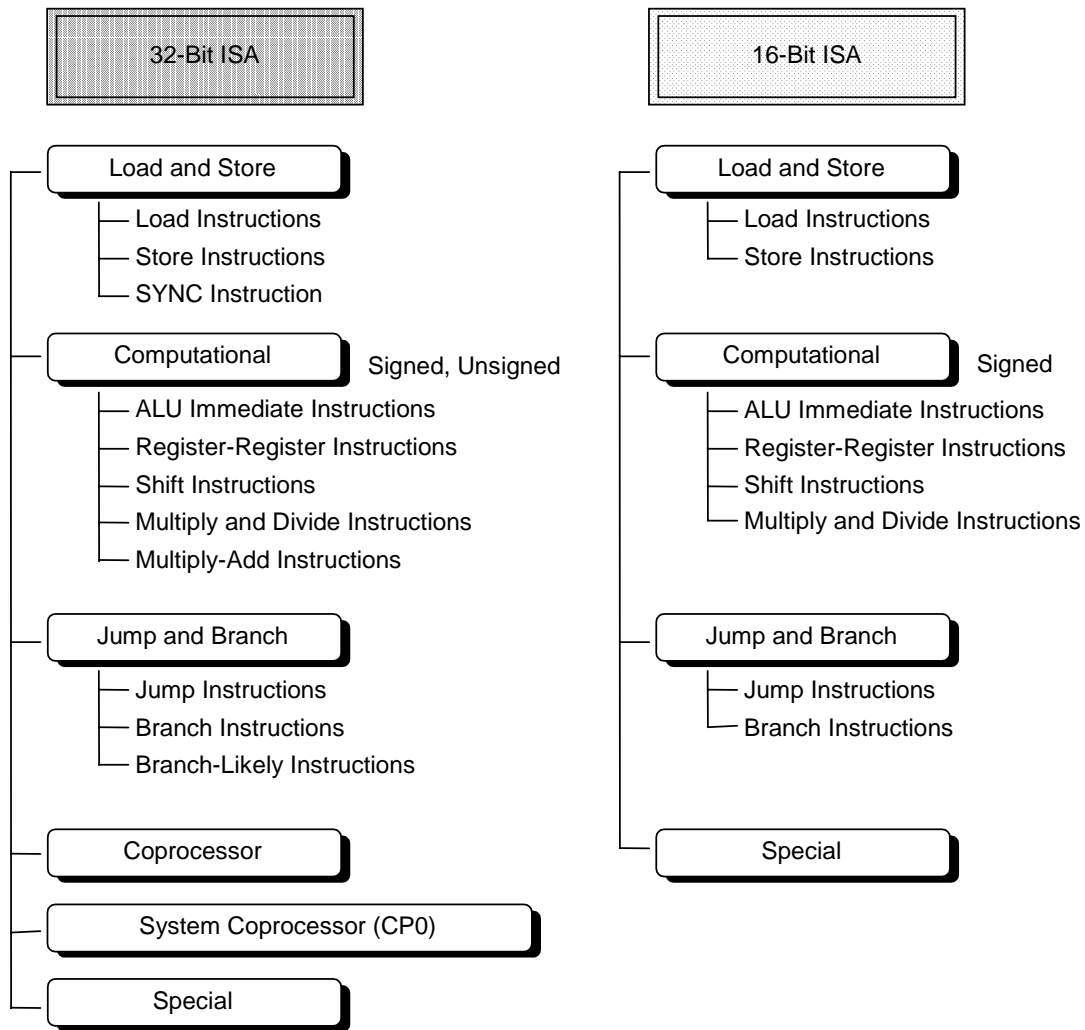 32-Bit ISA
Load and Store
Load Instructions
Store Instructions
SYNC Instruction
Computational
Signed, Unsigned
ALU Immediate Instructions
Register-Register Instructions
Shift Instructions
Multiply and Divide Instructions
Multiply-Add Instructions
Jump and Branch
Jump Instructions
Branch Instructions
Branch-Likely Instructions
Coprocessor
System Coprocessor (CP0)
Special
16-Bit ISA
Load and Store
Load Instructions
Store Instructions
Computational
Signed
ALU Immediate Instructions
Register-Register Instructions
Shift Instructions
Multiply and Divide Instructions
Jump and Branch
Jump Instructions
Branch Instructions
Special